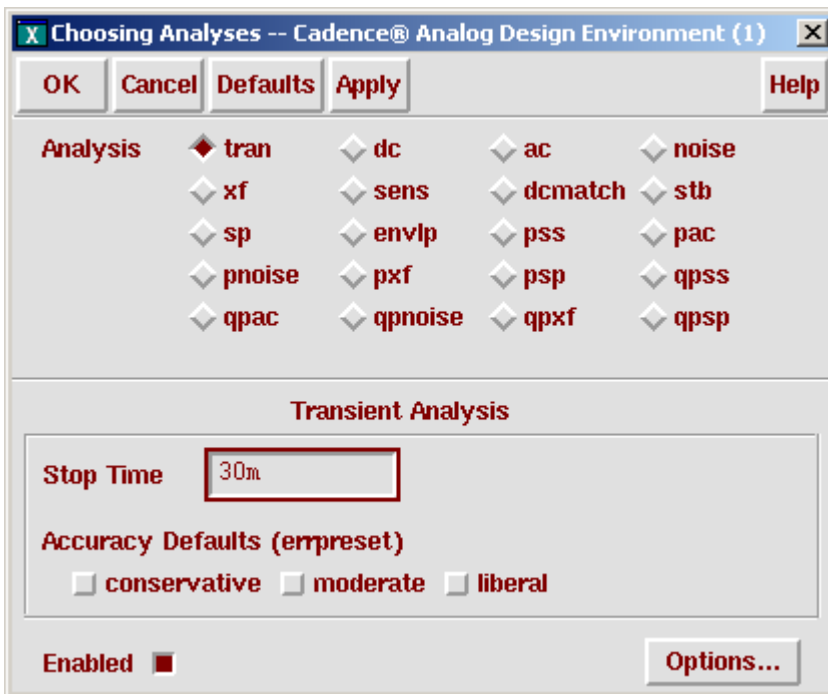 X Choosing Analyses -- Cadence® Analog Design Environment (1)
OK Cancel Defaults Apply Help
Analysis tran dc ac noise
xf sens dcmatch stb
sp envlp pss pac
pnoise pxf psp qpss
qpac qpnoise qpxf qpsp
Transient Analysis
Stop Time 30m
Accuracy Defaults (errpreset)
conservative moderate liberal
Enabled Options...